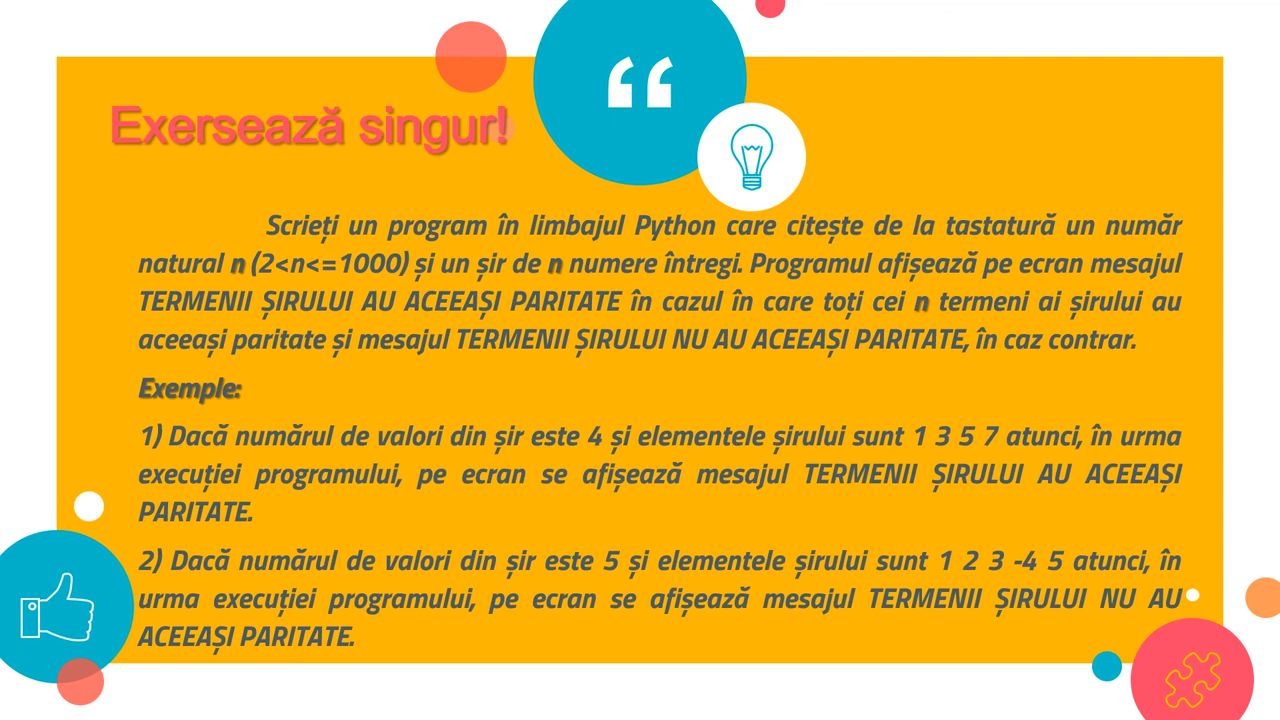 “
Exersează singur!
Scrieți un program în limbajul Python care citește de la tastatură un număr
natural n (2<n<=1000) și un șir de n numere întregi. Programul afișează pe ecran mesajul
TERMENII ȘIRULUI AU ACEEAȘI PARITATE în cazul în care toți cei n termeni ai șirului au
aceeași paritate și mesajul TERMENII ȘIRULUI NU AU ACEEAȘI PARITATE, în caz contrar.
Exemple:
1) Dacă numărul de valori din șir este 4 și elementele șirului sunt 1 3 5 7 atunci, în urma
execuției programului, pe ecran se afișează mesajul TERMENII ȘIRULUI AU ACEEAȘI
PARITATE.
2) Dacă numărul de valori din șir este 5 și elementele șirului sunt 1 2 3 -4 5 atunci, în
urma execuției programului, pe ecran se afișează mesajul TERMENII ȘIRULUI NU AU
ACEEAȘI PARITATE.